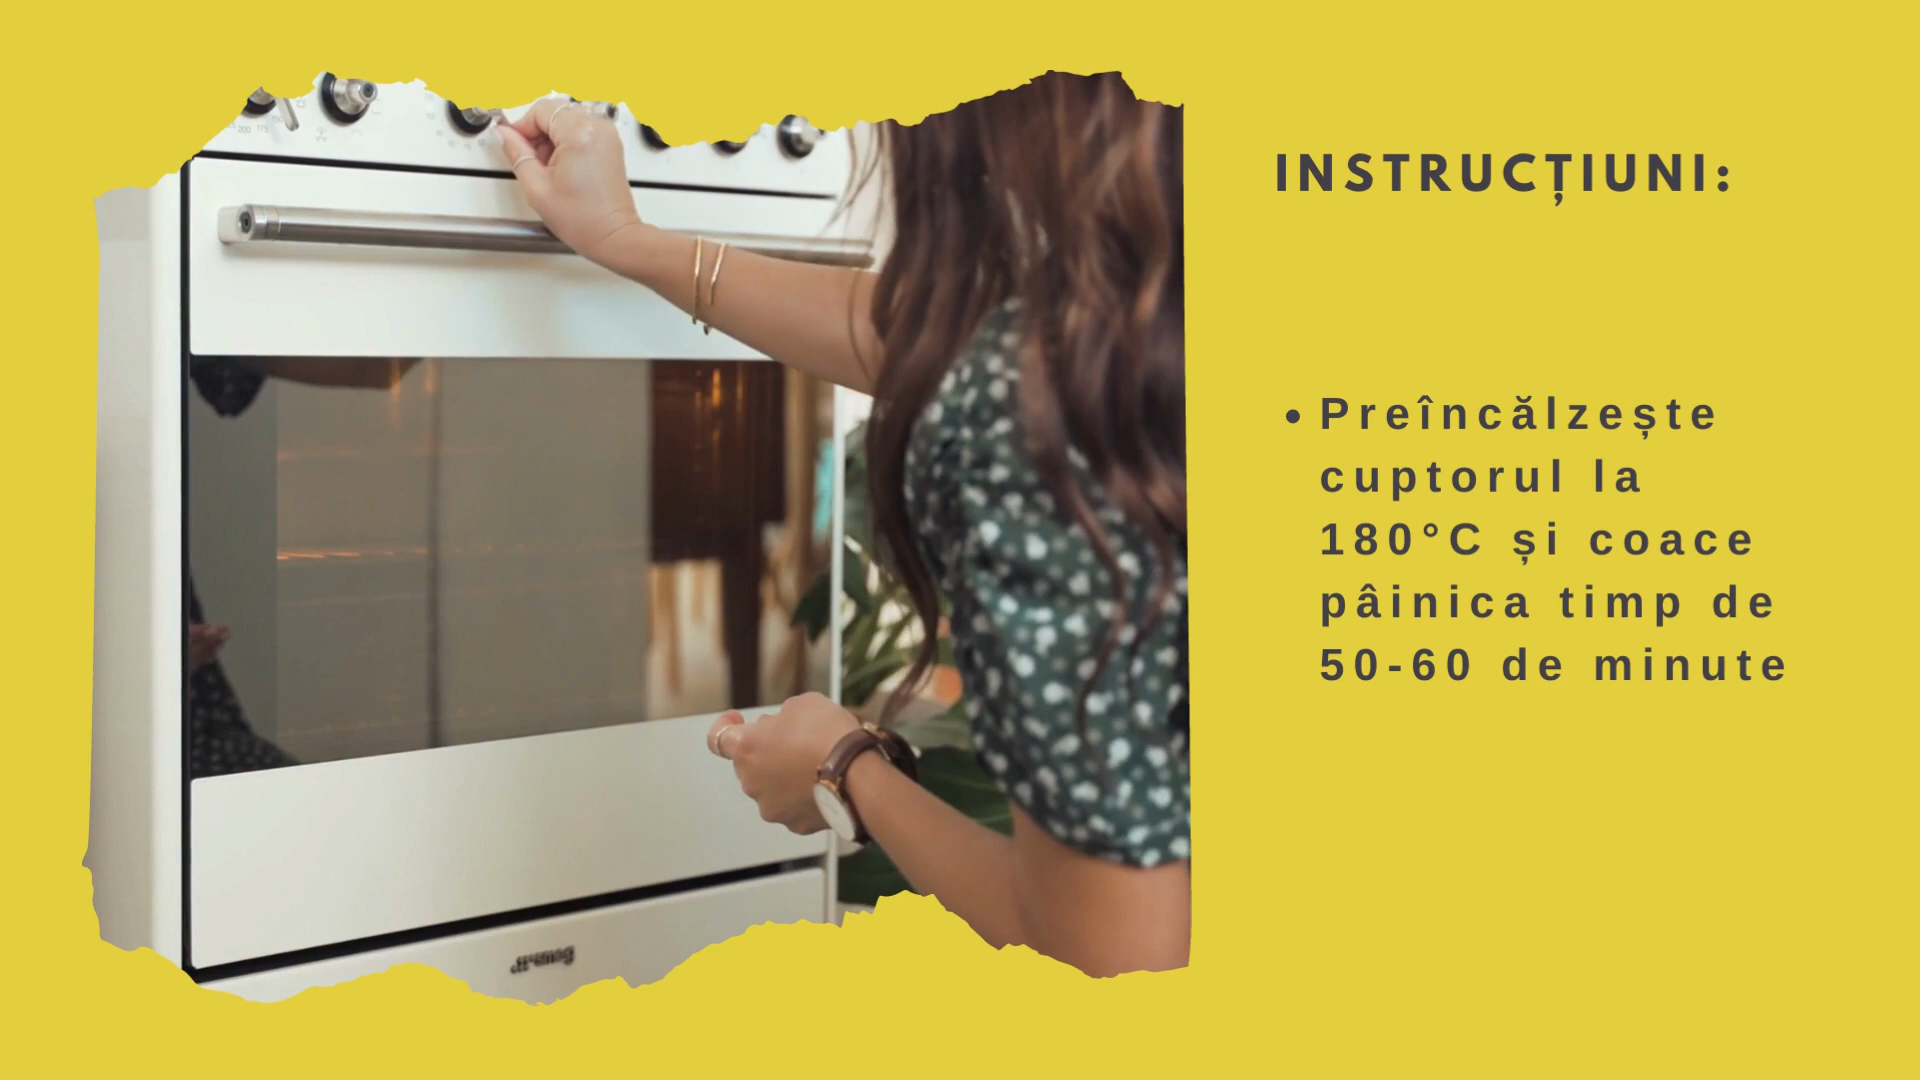 INSTRUCȚIUNI:
• Preîncălzește
cuptorul la
180°C și coace
pâinica timp de
50-60 de minute